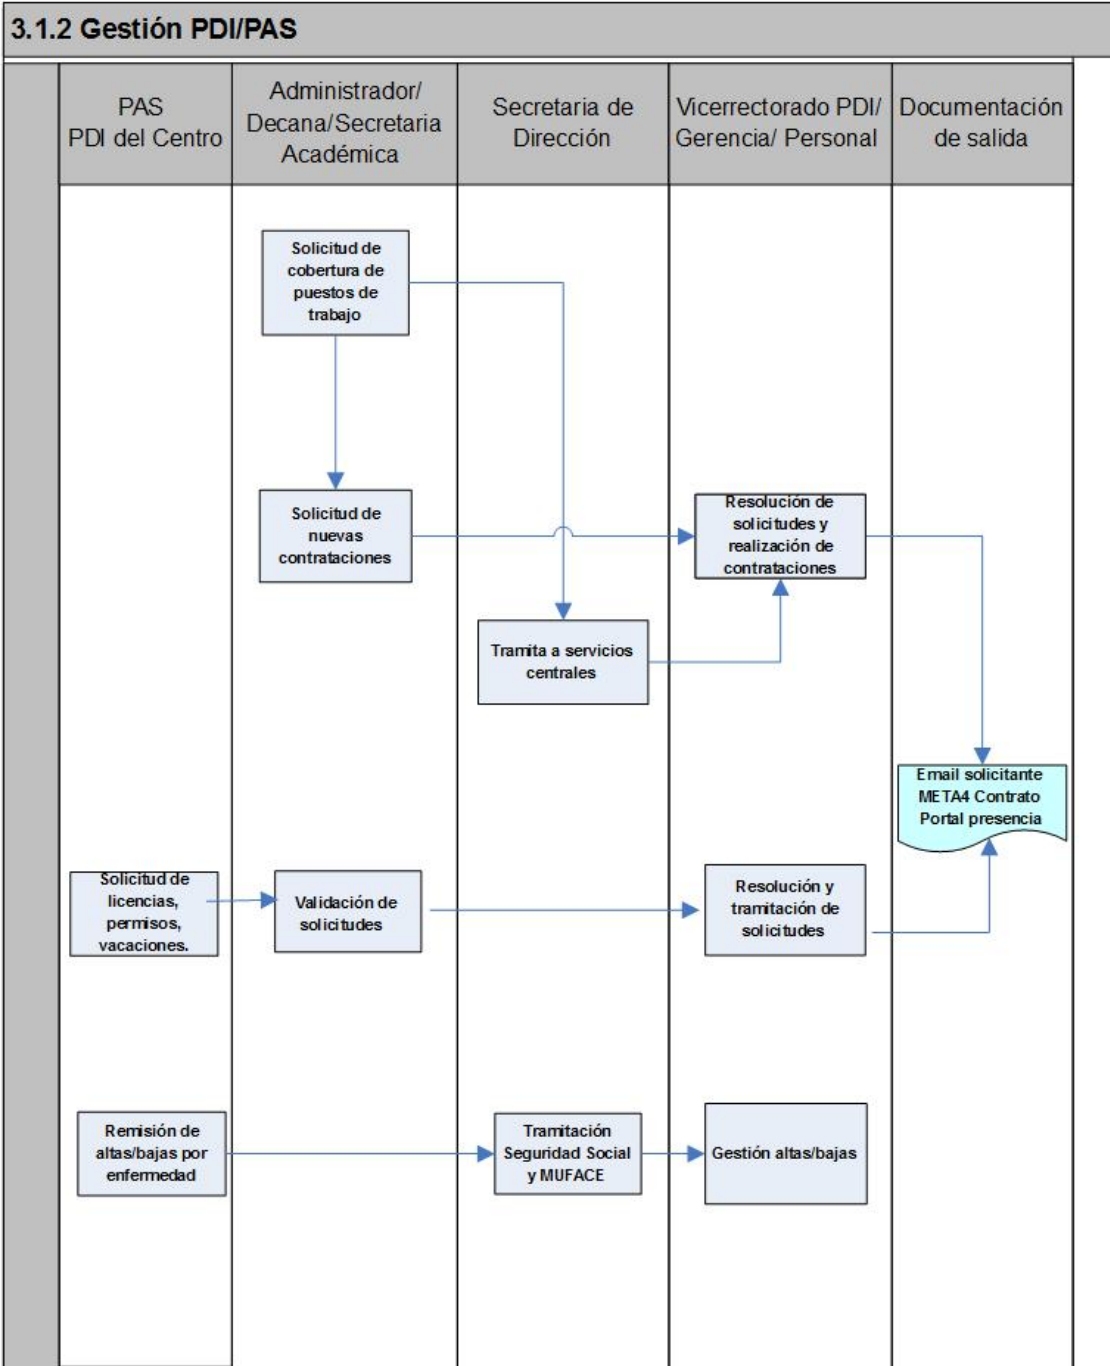 3.1.2 Gestión PDI/PAS
PAS
PDI del Centro
Administrador/
Decana/Secretaria
Académica
Secretaria de
Dirección
Vicerrectorado PDI/
Gerencia/ Personal
Documentación
de salida
Solicitud de
cobertura de
puestos de
trabajo
Solicitud de
nuevas
contrataciones
Resolución de
solicitudes y
realización de
contrataciones
Tramita a servicios
centrales
Email solicitante
META4 Contrato
Portal presencia
Solicitud de
licencias,
permisos,
vacaciones.
Validación de
solicitudes
Resolución y
tramitación de
solicitudes
Remisión de
altas/bajas por
enfermedad
Tramitación
Seguridad Social
y MUFACE
Gestión altas/bajas